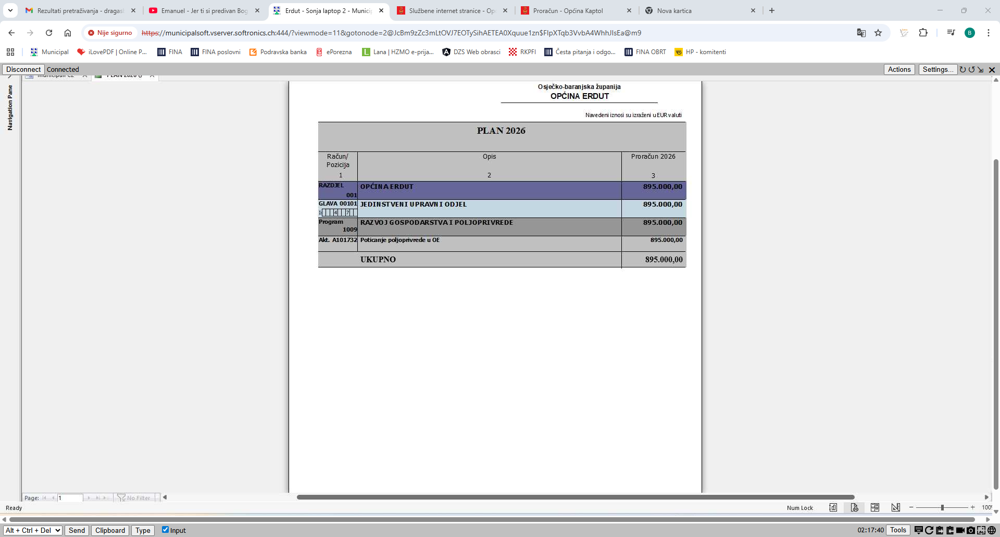 Rezultati pretraživanja - dragas
Emanuel - Jer ti si predivan Bog
Erdut - Sonja laptop 2 - Municip
Službene internet stranice - Op
Proračun - Općina Kaptol
Nova kartica
Nije sigurno
https://municipalsoft.vserver.softronics.ch:444/?viewmode=11&gotonode=2@JcBm9zZc3mLtOVJ7EOTySihAETEA0Xquue1zn$FIpXTqb3VvbA4WhhJIsEa@m9
B
Municipal
iLovePDF | Online P...
FINA
FINA poslovni
Podravska banka
ePorezna
Lana | HZMO e-prija...
DZS Web obrasci
RKPFI
Česta pitanja i odgo...
FINA OBRT
HP - komitenti
Disconnect Connected
Actions Settings...
PLAN 2026 ()
Navigation Pane
Osječko-baranjska županija
OPĆINA ERDUT
Navedeni iznosi su izraženi u EUR valuti
PLAN 2026
Račun/
Pozicija
Opis
Proračun 2026
1 2 3
RAZDJEL
001
OPĆINA ERDUT 895.000,00
GLAVA 00101 JEDINSTVENI UPRAVNI ODJEL 895.000,00
4 7
Program
1009
RAZVOJ GOSPODARSTVA I POLJOPRIVREDE 895.000,00
Akt. A101732 Poticanje poljoprivrede u OE 895.000,00
UKUPNO 895.000,00
Page: 1 No Filter
Ready
Num Lock
100%
Alt + Ctrl + Del Send Clipboard Type Input
02:17:40 Tools